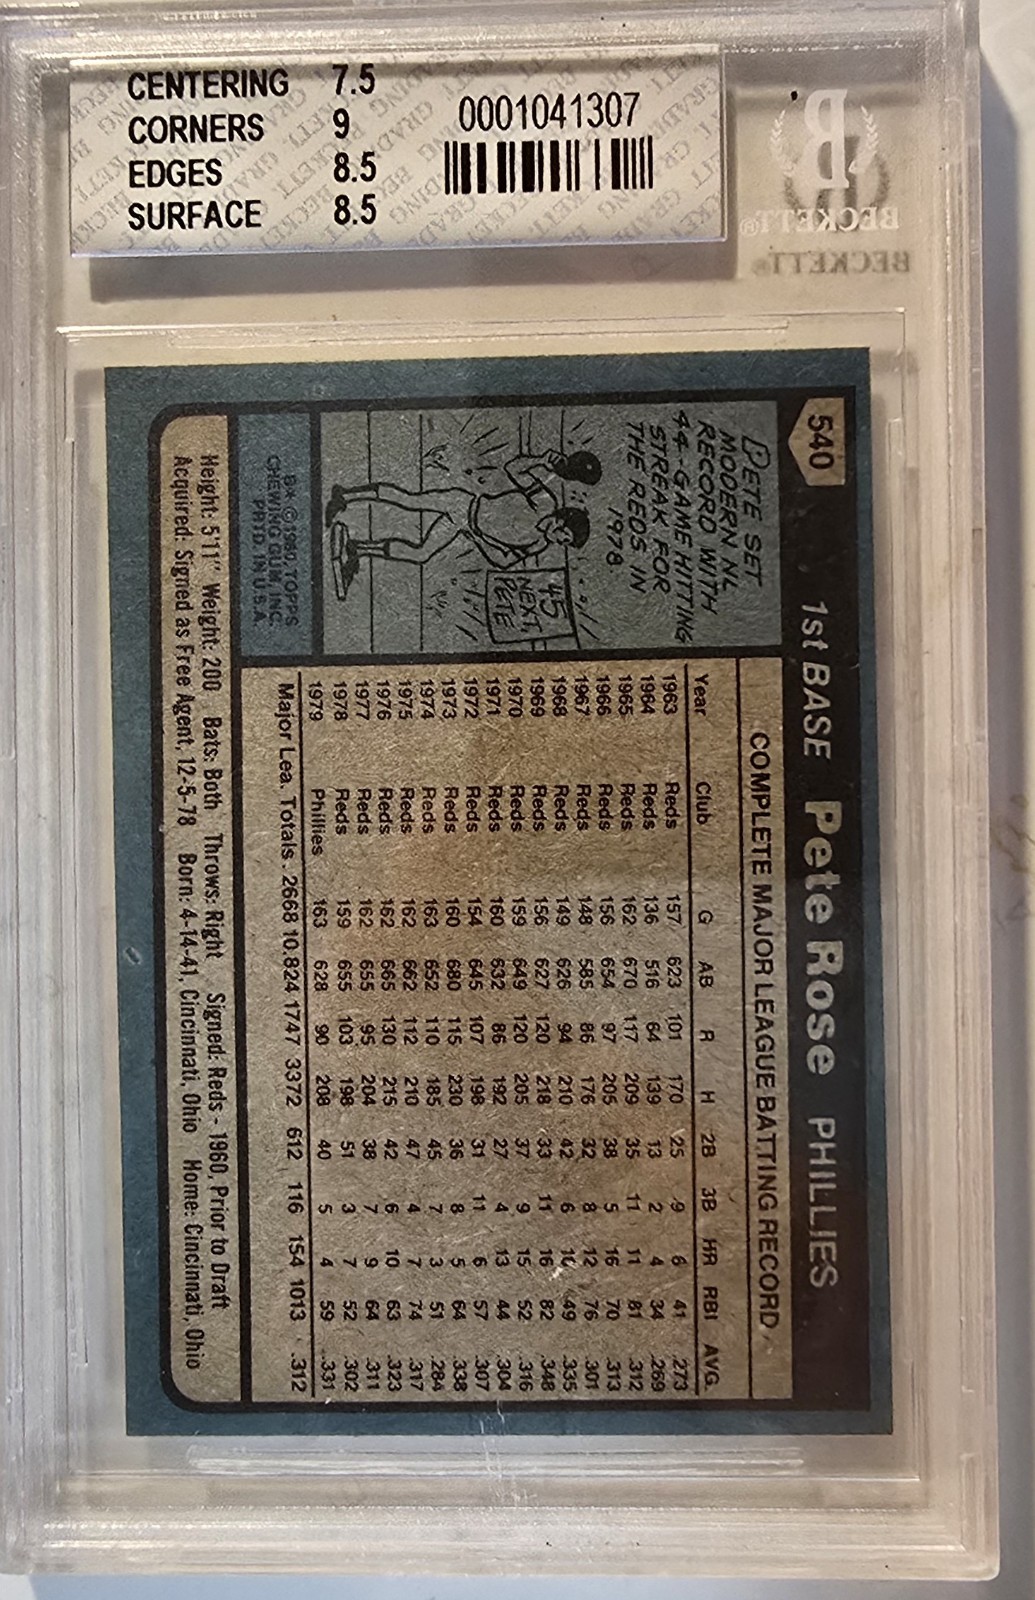 CENTERING 7.5
CORNERS 9
EDGES 8.5
SURFACE 8.5
0001041307
BECKETT®
540
1st BASE Pete Rose PHILLIES
PETE SET
MODERN NL
RECORD WITH
44-GAME HITTING
STREAK FOR
THE REDS IN
1978
45
NEXT,
PETE
B* © 1980, TOPPS
CHEWING GUM, INC.
PRTD. IN U.S.A.
COMPLETE MAJOR LEAGUE BATTING RECORD
Year Club G AB R H 2B 3B HR RBI AVG.
1963 Reds 157 623 101 170 25 9 6 41 .273
1964 Reds 136 516 64 139 13 2 4 34 .269
1965 Reds 162 670 117 209 35 11 11 81 .312
1966 Reds 156 654 97 205 38 5 16 70 .313
1967 Reds 148 585 86 176 32 8 12 76 .301
1968 Reds 149 626 94 210 42 6 10 49 .335
1969 Reds 156 627 120 218 33 11 16 82 .348
1970 Reds 159 649 120 205 37 9 15 52 .316
1971 Reds 160 632 86 192 27 4 13 44 .304
1972 Reds 154 645 107 198 31 11 6 57 .307
1973 Reds 160 680 115 230 36 8 5 64 .338
1974 Reds 163 652 110 185 45 7 3 51 .284
1975 Reds 162 662 112 210 47 4 7 74 .317
1976 Reds 162 665 130 215 42 6 10 63 .323
1977 Reds 162 655 95 204 38 7 9 64 .311
1978 Reds 159 655 103 198 51 3 7 52 .302
1979 Phillies 163 628 90 208 40 5 4 59 .331
Major Lea. Totals . 2668 10,824 1747 3372 612 116 154 1013 .312
Height: 5'11" Weight: 200 Bats: Both Throws: Right Signed: Reds - 1960, Prior to Draft
Acquired: Signed as Free Agent, 12-5-78 Born: 4-14-41, Cincinnati, Ohio Home: Cincinnati, Ohio